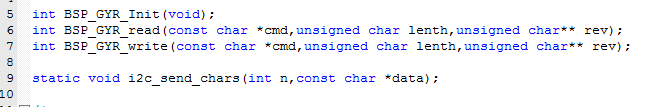 5 int BSP_GYR_Init(void);
6 int BSP_GYR_read(const char *cmd,unsigned char lenth,unsigned char** rev);
7 int BSP_GYR_write(const char *cmd,unsigned char lenth,unsigned char** rev);
8
9 static void i2c_send_chars(int n,const char *data);
10